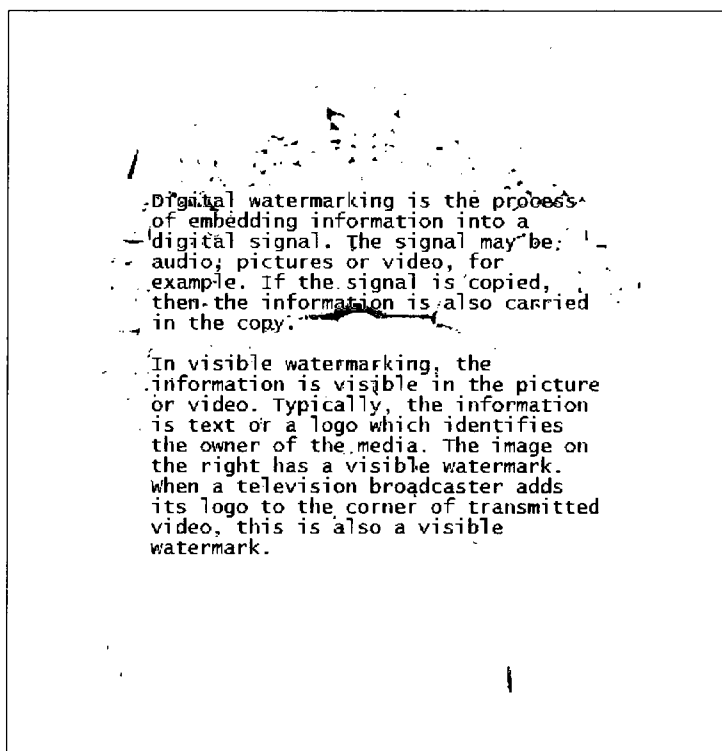 Digital watermarking is the process
of embedding information into a
digital signal. The signal may be
audio, pictures or video, for
example. If the signal is copied,
then the information is also carried
in the copy.
In visible watermarking, the
information is visible in the picture
or video. Typically, the information
is text or a logo which identifies
the owner of the media. The image on
the right has a visible watermark.
When a television broadcaster adds
its logo to the corner of transmitted
video, this is also a visible
watermark.